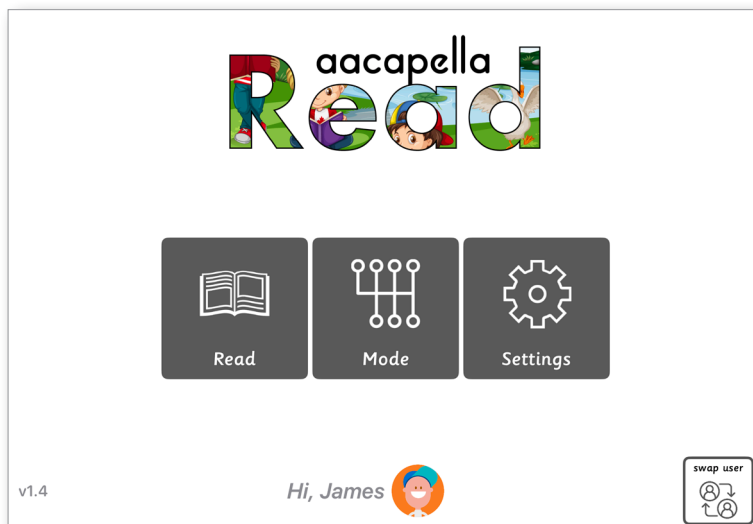 aacapella
Read
Read
Mode
Settings
v1.4
Hi, James
swap user